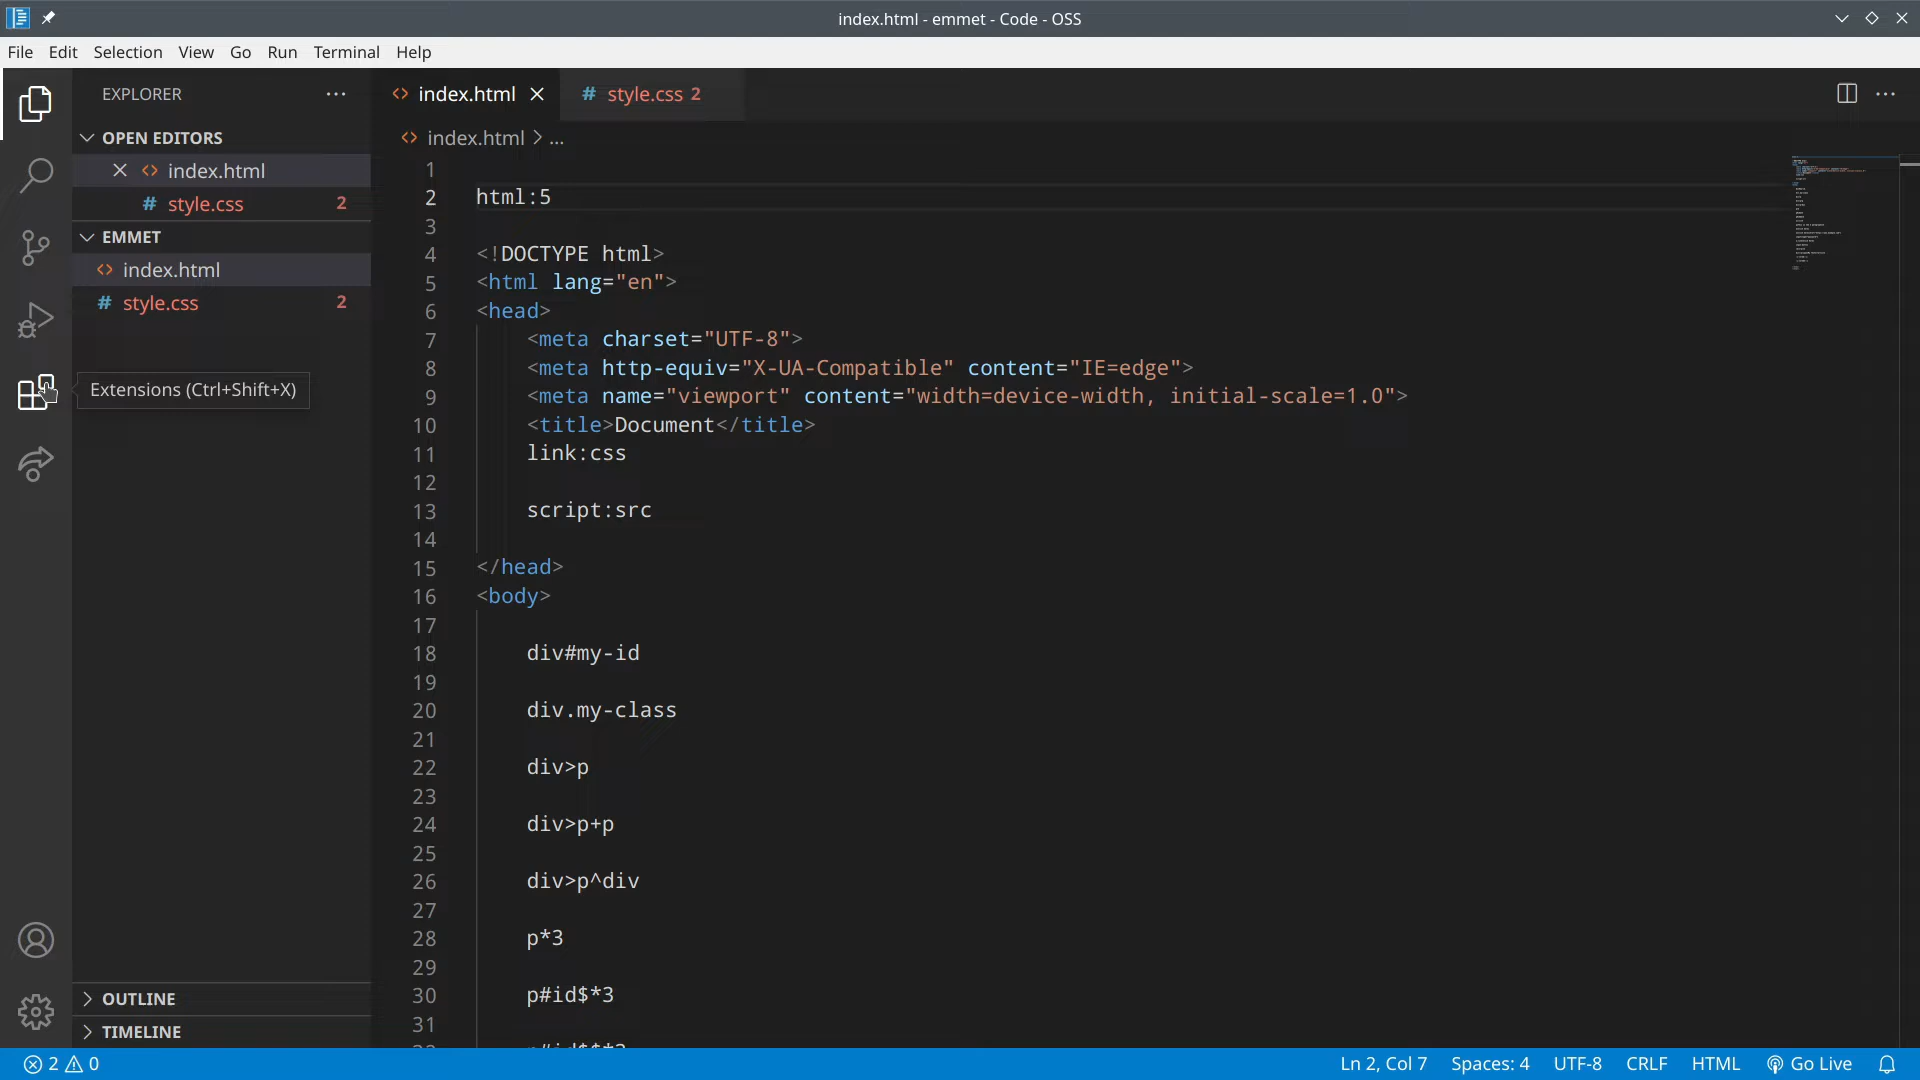 index.html - emmet - Code - OSS
File Edit Selection View Go Run Terminal Help
EXPLORER
OPEN EDITORS
index.html
style.css 2
EMMET
index.html
style.css 2
Extensions (Ctrl+Shift+X)
OUTLINE
TIMELINE
index.html style.css 2
index.html > ...
1
2 html:5
3
4 <!DOCTYPE html>
5 <html lang="en">
6 <head>
7 <meta charset="UTF-8">
8 <meta http-equiv="X-UA-Compatible" content="IE=edge">
9 <meta name="viewport" content="width=device-width, initial-scale=1.0">
10 <title>Document</title>
11 link:css
12
13 script:src
14
15 </head>
16 <body>
17
18 div#my-id
19
20 div.my-class
21
22 div>p
23
24 div>p+p
25
26 div>p^div
27
28 p*3
29
30 p#id$*3
31
2 0 Ln 2, Col 7 Spaces: 4 UTF-8 CRLF HTML Go Live